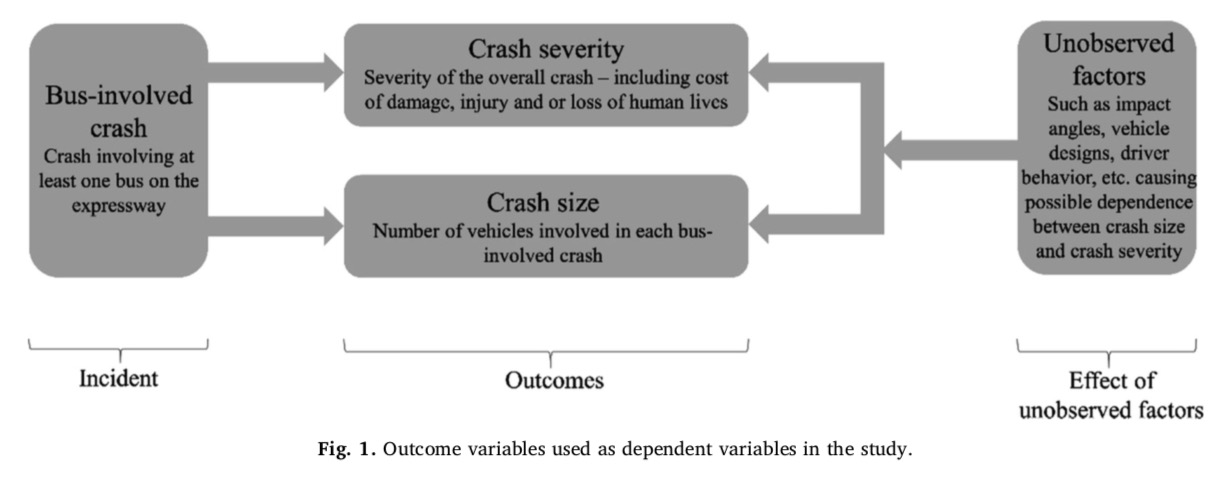 Bus-involved
crash
Crash involving at
least one bus on the
expressway
Crash severity
Severity of the overall crash – including cost
of damage, injury and or loss of human lives
Crash size
Number of vehicles involved in each bus-
involved crash
Unobserved
factors
Such as impact
angles, vehicle
designs, driver
behavior, etc. causing
possible dependence
between crash size
and crash severity
Incident
Outcomes
Effect of
unobserved factors
Fig. 1. Outcome variables used as dependent variables in the study.